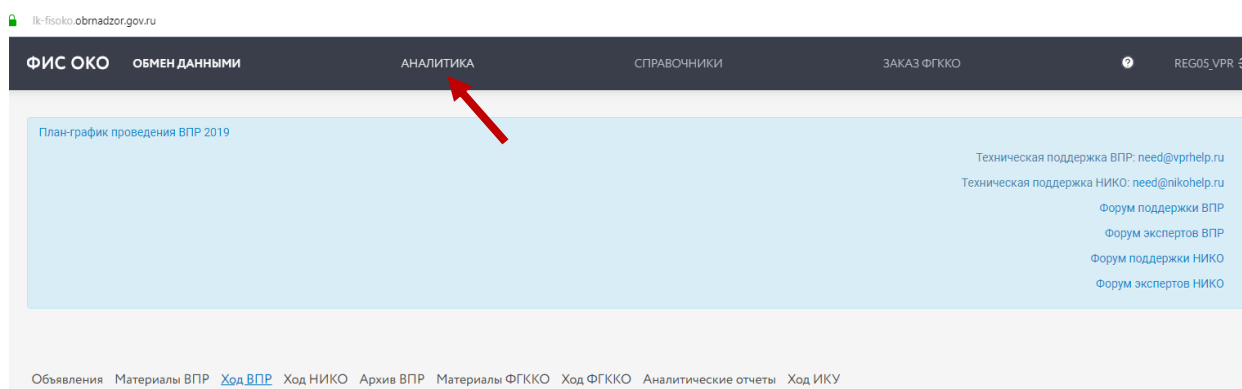 lk-fisoko.obrnadzor.gov.ru
ФИС ОКО ОБМЕН ДАННЫМИ АНАЛИТИКА СПРАВОЧНИКИ ЗАКАЗ ФГККО ? REG05_VPR
План-график проведения ВПР 2019
Техническая поддержка ВПР: need@vprhelp.ru
Техническая поддержка НИКО: need@nikohelp.ru
Форум поддержки ВПР
Форум экспертов ВПР
Форум поддержки НИКО
Форум экспертов НИКО
Объявления Материалы ВПР Ход ВПР Ход НИКО Архив ВПР Материалы ФГККО Ход ФГККО Аналитические отчеты Ход ИКУ